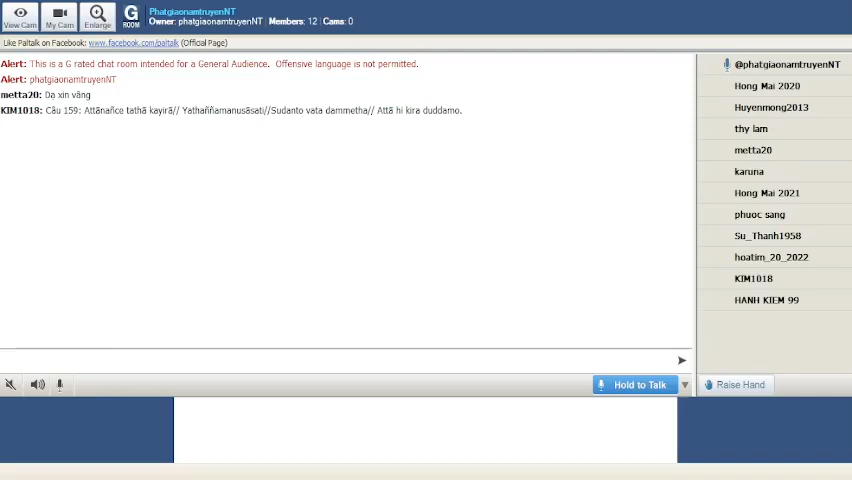 View Cam
My Cam
Enlarge
G
ROOM
PhatgiaonamtruyenNT
Owner: phatgiaonamtruyenNT | Members: 12 | Cams: 0
Like Paltalk on Facebook: www.facebook.com/paltalk (Official Page)
Alert: This is a G rated chat room intended for a General Audience. Offensive language is not permitted.
Alert: phatgiaonamtruyenNT
metta20: Dạ xin vâng
KIM1018: Câu 159: Attānañce tathā kayirā// Yathaññamanusāsati//Sudanto vata dammetha// Attā hi kira duddamo.
@phatgiaonamtruyenNT
Hong Mai 2020
Huyenmong2013
thy lam
metta20
karuna
Hong Mai 2021
phuoc sang
Su_Thanh1958
hoatim_20_2022
KIM1018
HANH KIEM 99
Hold to Talk
Raise Hand